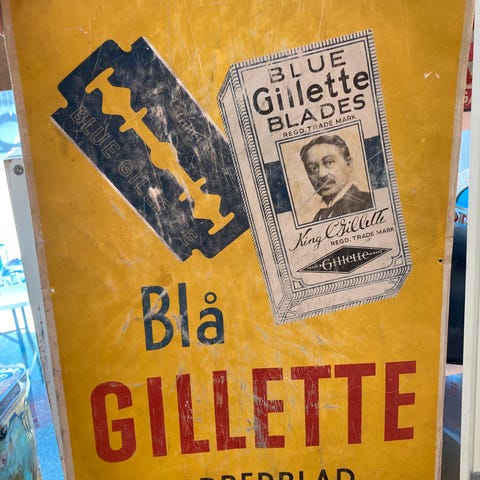 BLUE GILLETTE
BLUE
Gillette
BLADES
REGD. TRADE MARK
King C Gillette
REGD. TRADE MARK
Gillette
Blå
GILLETTE